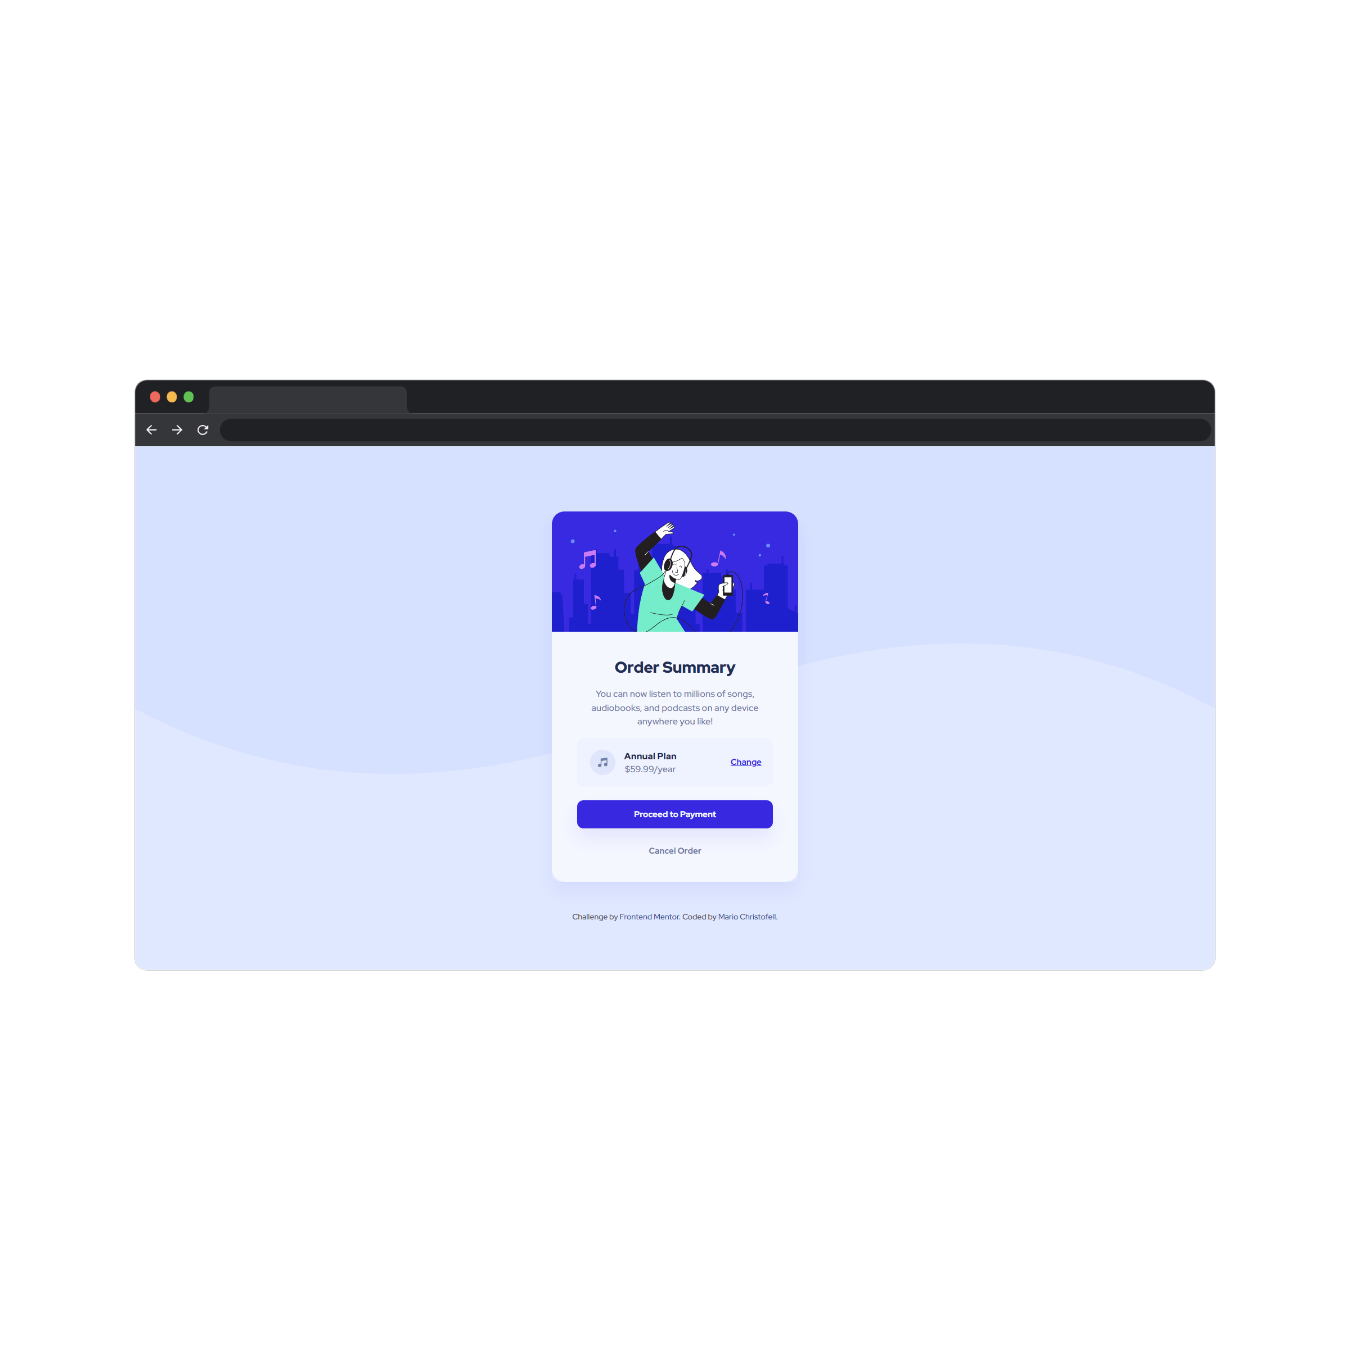 Order Summary
You can now listen to millions of songs,
audiobooks, and podcasts on any device
anywhere you like!
Annual Plan
$59.99/year
Change
Proceed to Payment
Cancel Order
Challenge by Frontend Mentor. Coded by Mario Christofell.